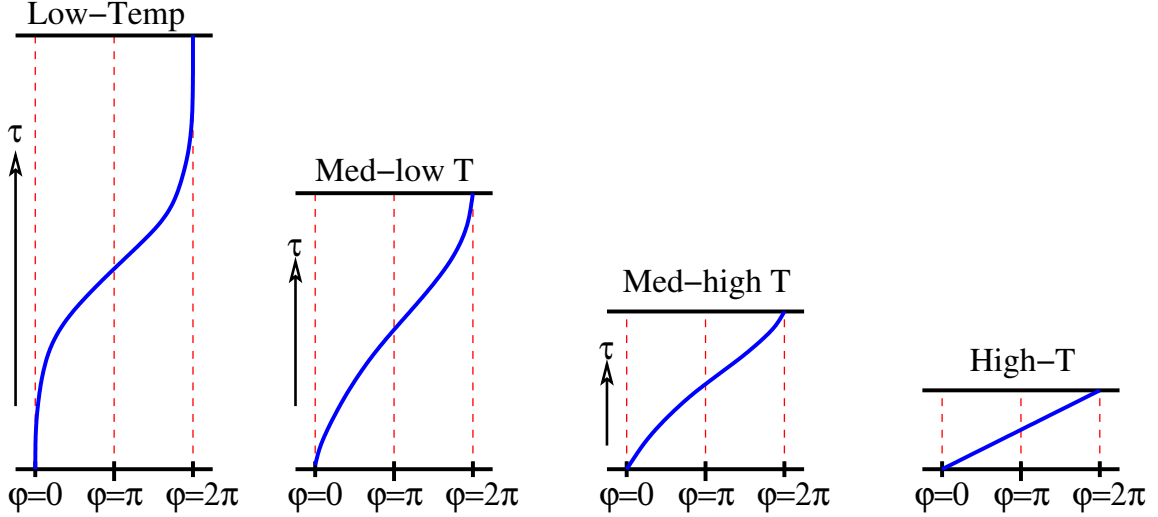 Low−Temp
τ
φ=0 φ=π φ=2π
Med−low T
τ
φ=0 φ=π φ=2π
Med−high T
τ
φ=0 φ=π φ=2π
High−T
φ=0 φ=π φ=2π